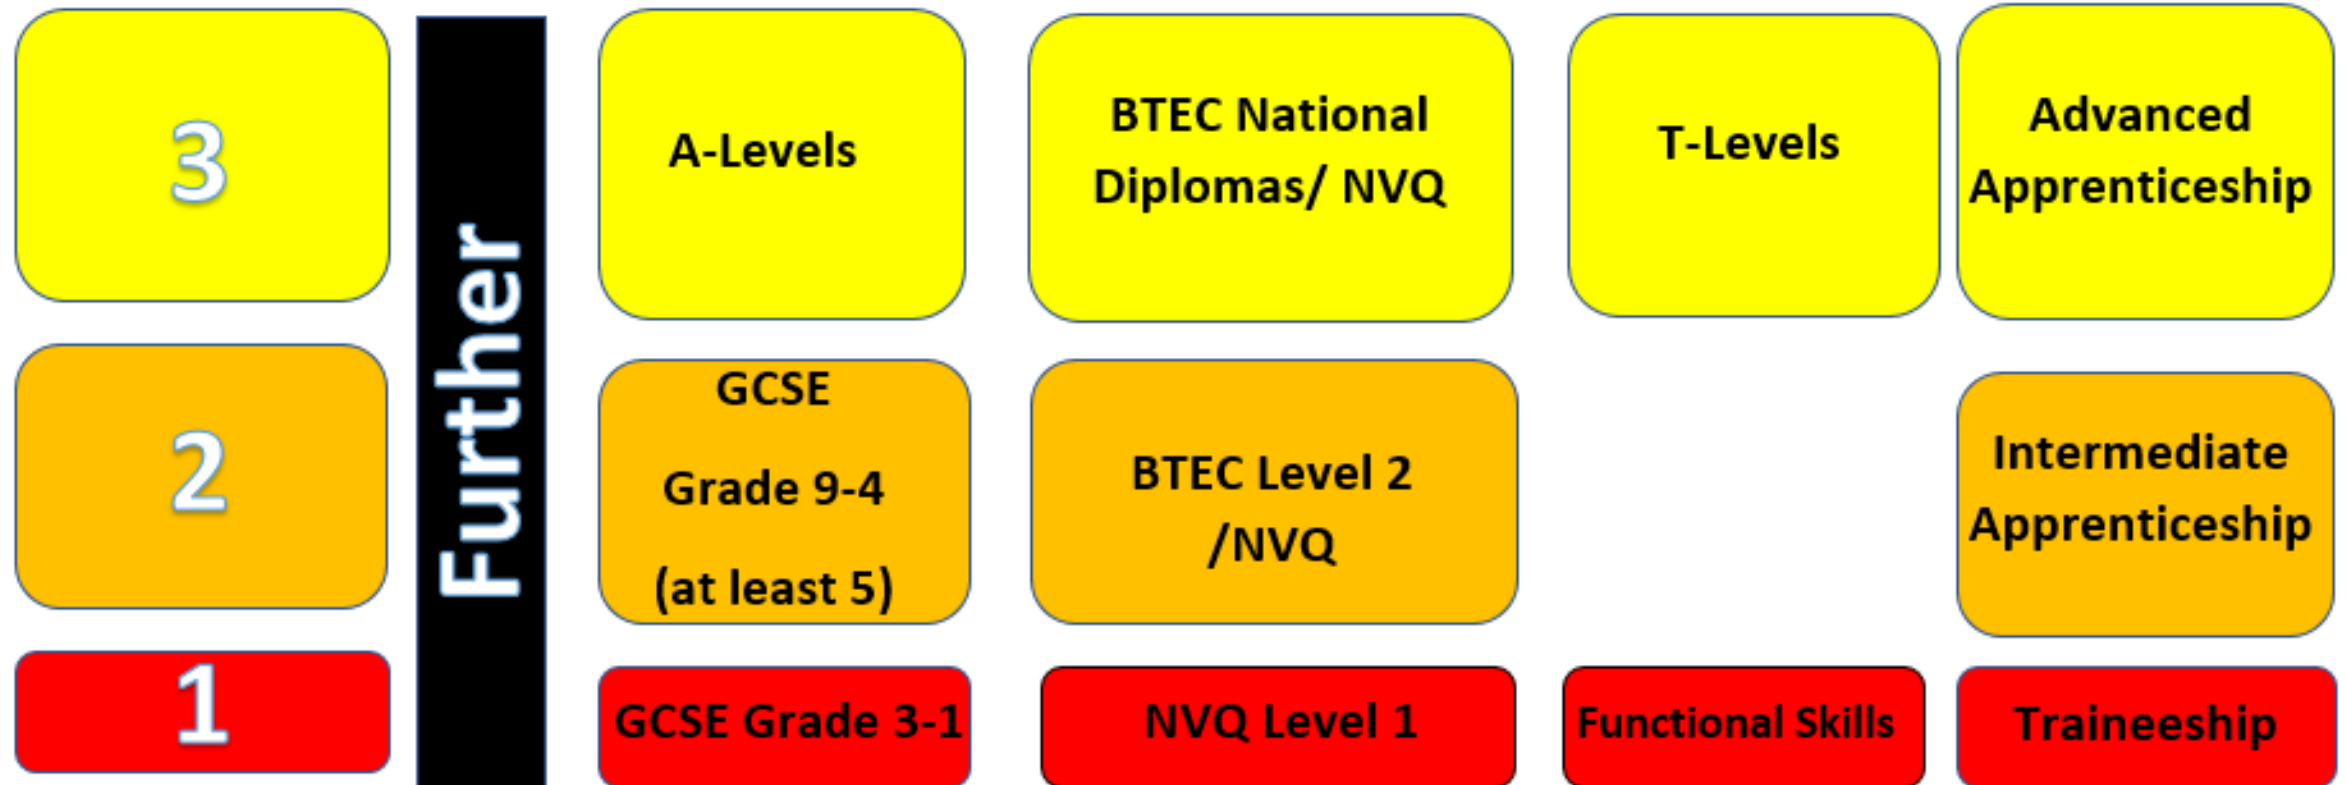 3
Further
A-Levels
BTEC National
Diplomas/ NVQ
T-Levels
Advanced
Apprenticeship
2
GCSE
Grade 9-4
(at least 5)
BTEC Level 2
/NVQ
Intermediate
Apprenticeship
1
GCSE Grade 3-1
NVQ Level 1
Functional Skills
Traineeship